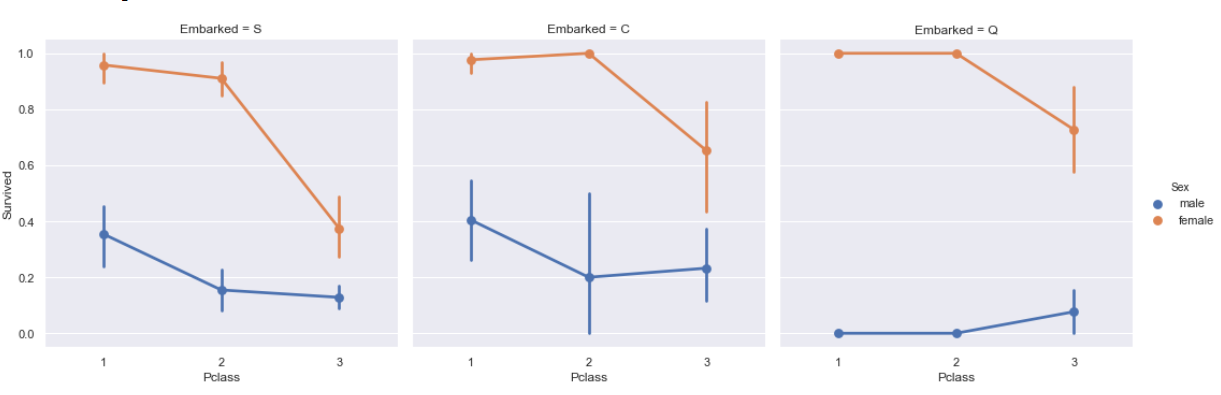 Embarked = S
Embarked = C
Embarked = Q
1.0
0.8
0.6
0.4
0.2
0.0
Survived
1 2 3
Pclass
1 2 3
Pclass
1 2 3
Pclass
Sex
male
female